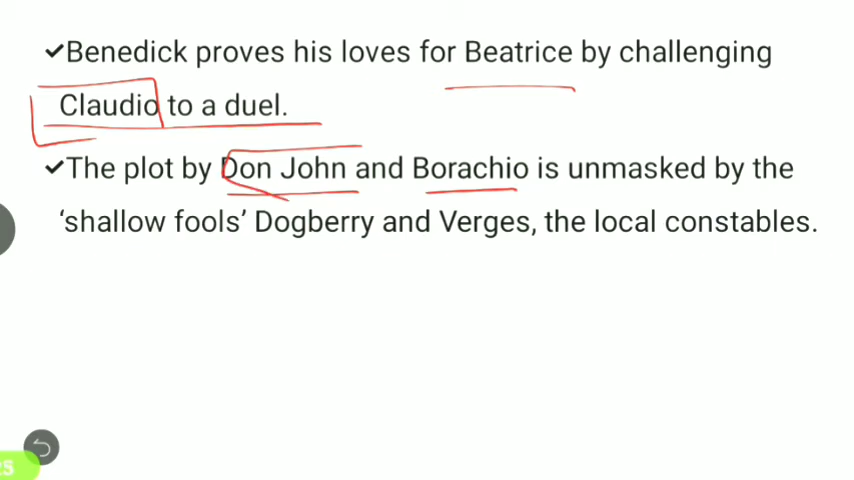 ✔Benedick proves his loves for Beatrice by challenging
Claudio to a duel.
✔The plot by Don John and Borachio is unmasked by the
‘shallow fools’ Dogberry and Verges, the local constables.